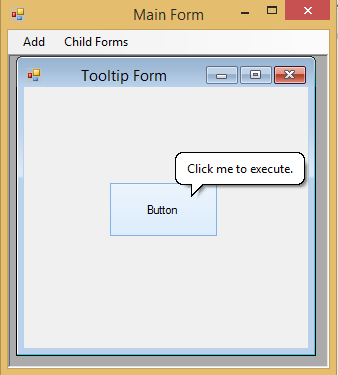 Main Form
Add Child Forms
Tooltip Form
Click me to execute.
Button